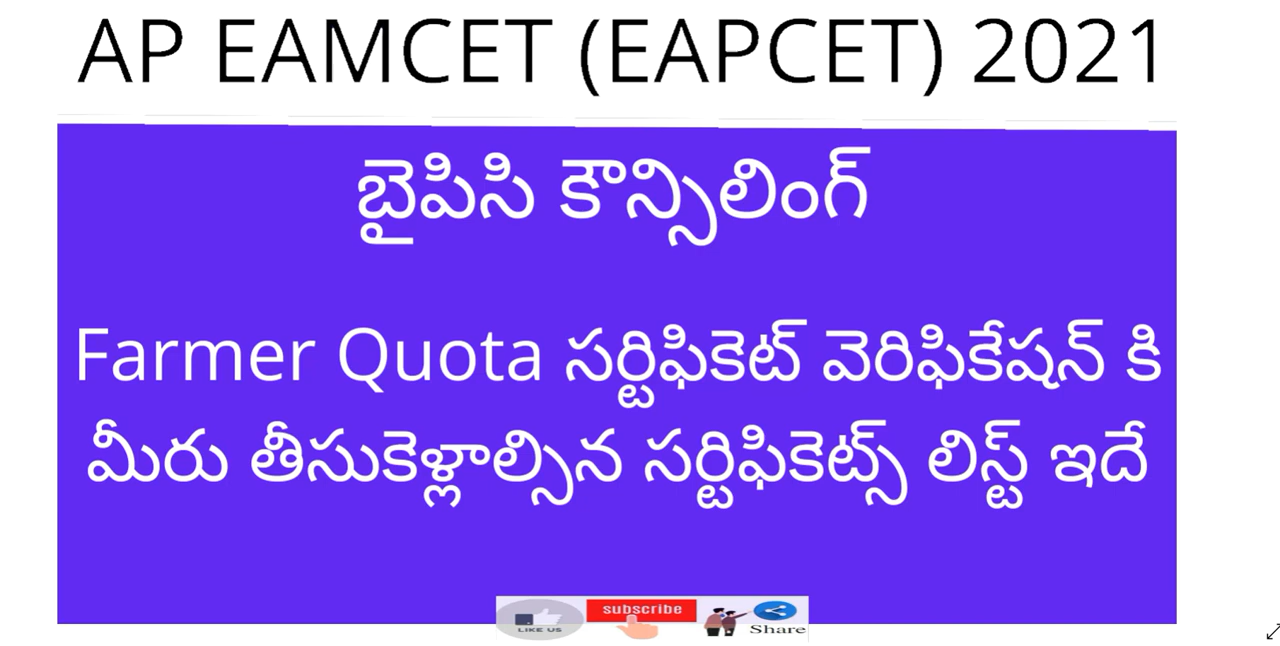 AP EAMCET (EAPCET) 2021
బైపిసి కౌన్సిలింగ్
Farmer Quota సర్టిఫికెట్ వెరిఫికేషన్ కి
మీరు తీసుకెళ్లాల్సిన సర్టిఫికెట్స్ లిస్ట్ ఇదే
subscribe
LIKE US
Share